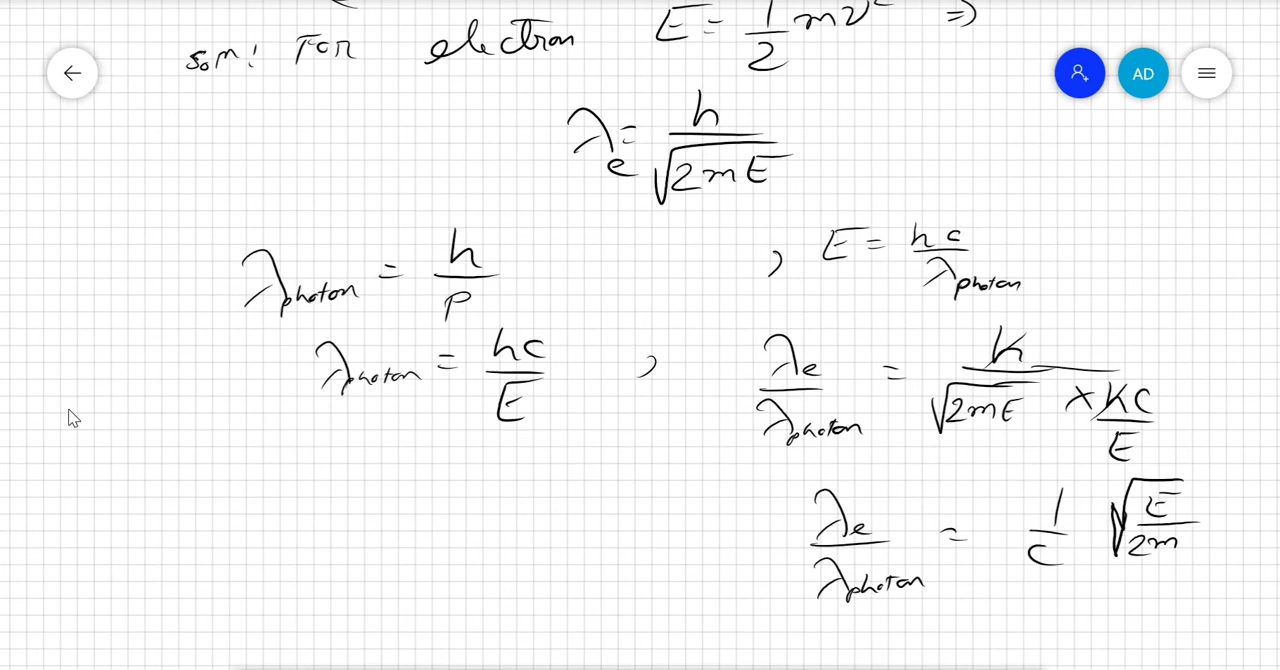 som! For electron E = 1/2 mv² ⇒
λe = h/√2mE
λphoton = h/p , E = hc/λphoton
λphoton = hc/E , λe/λphoton = h/(√2mE × hc/E)
λe/λphoton = 1/c √E/2m
AD